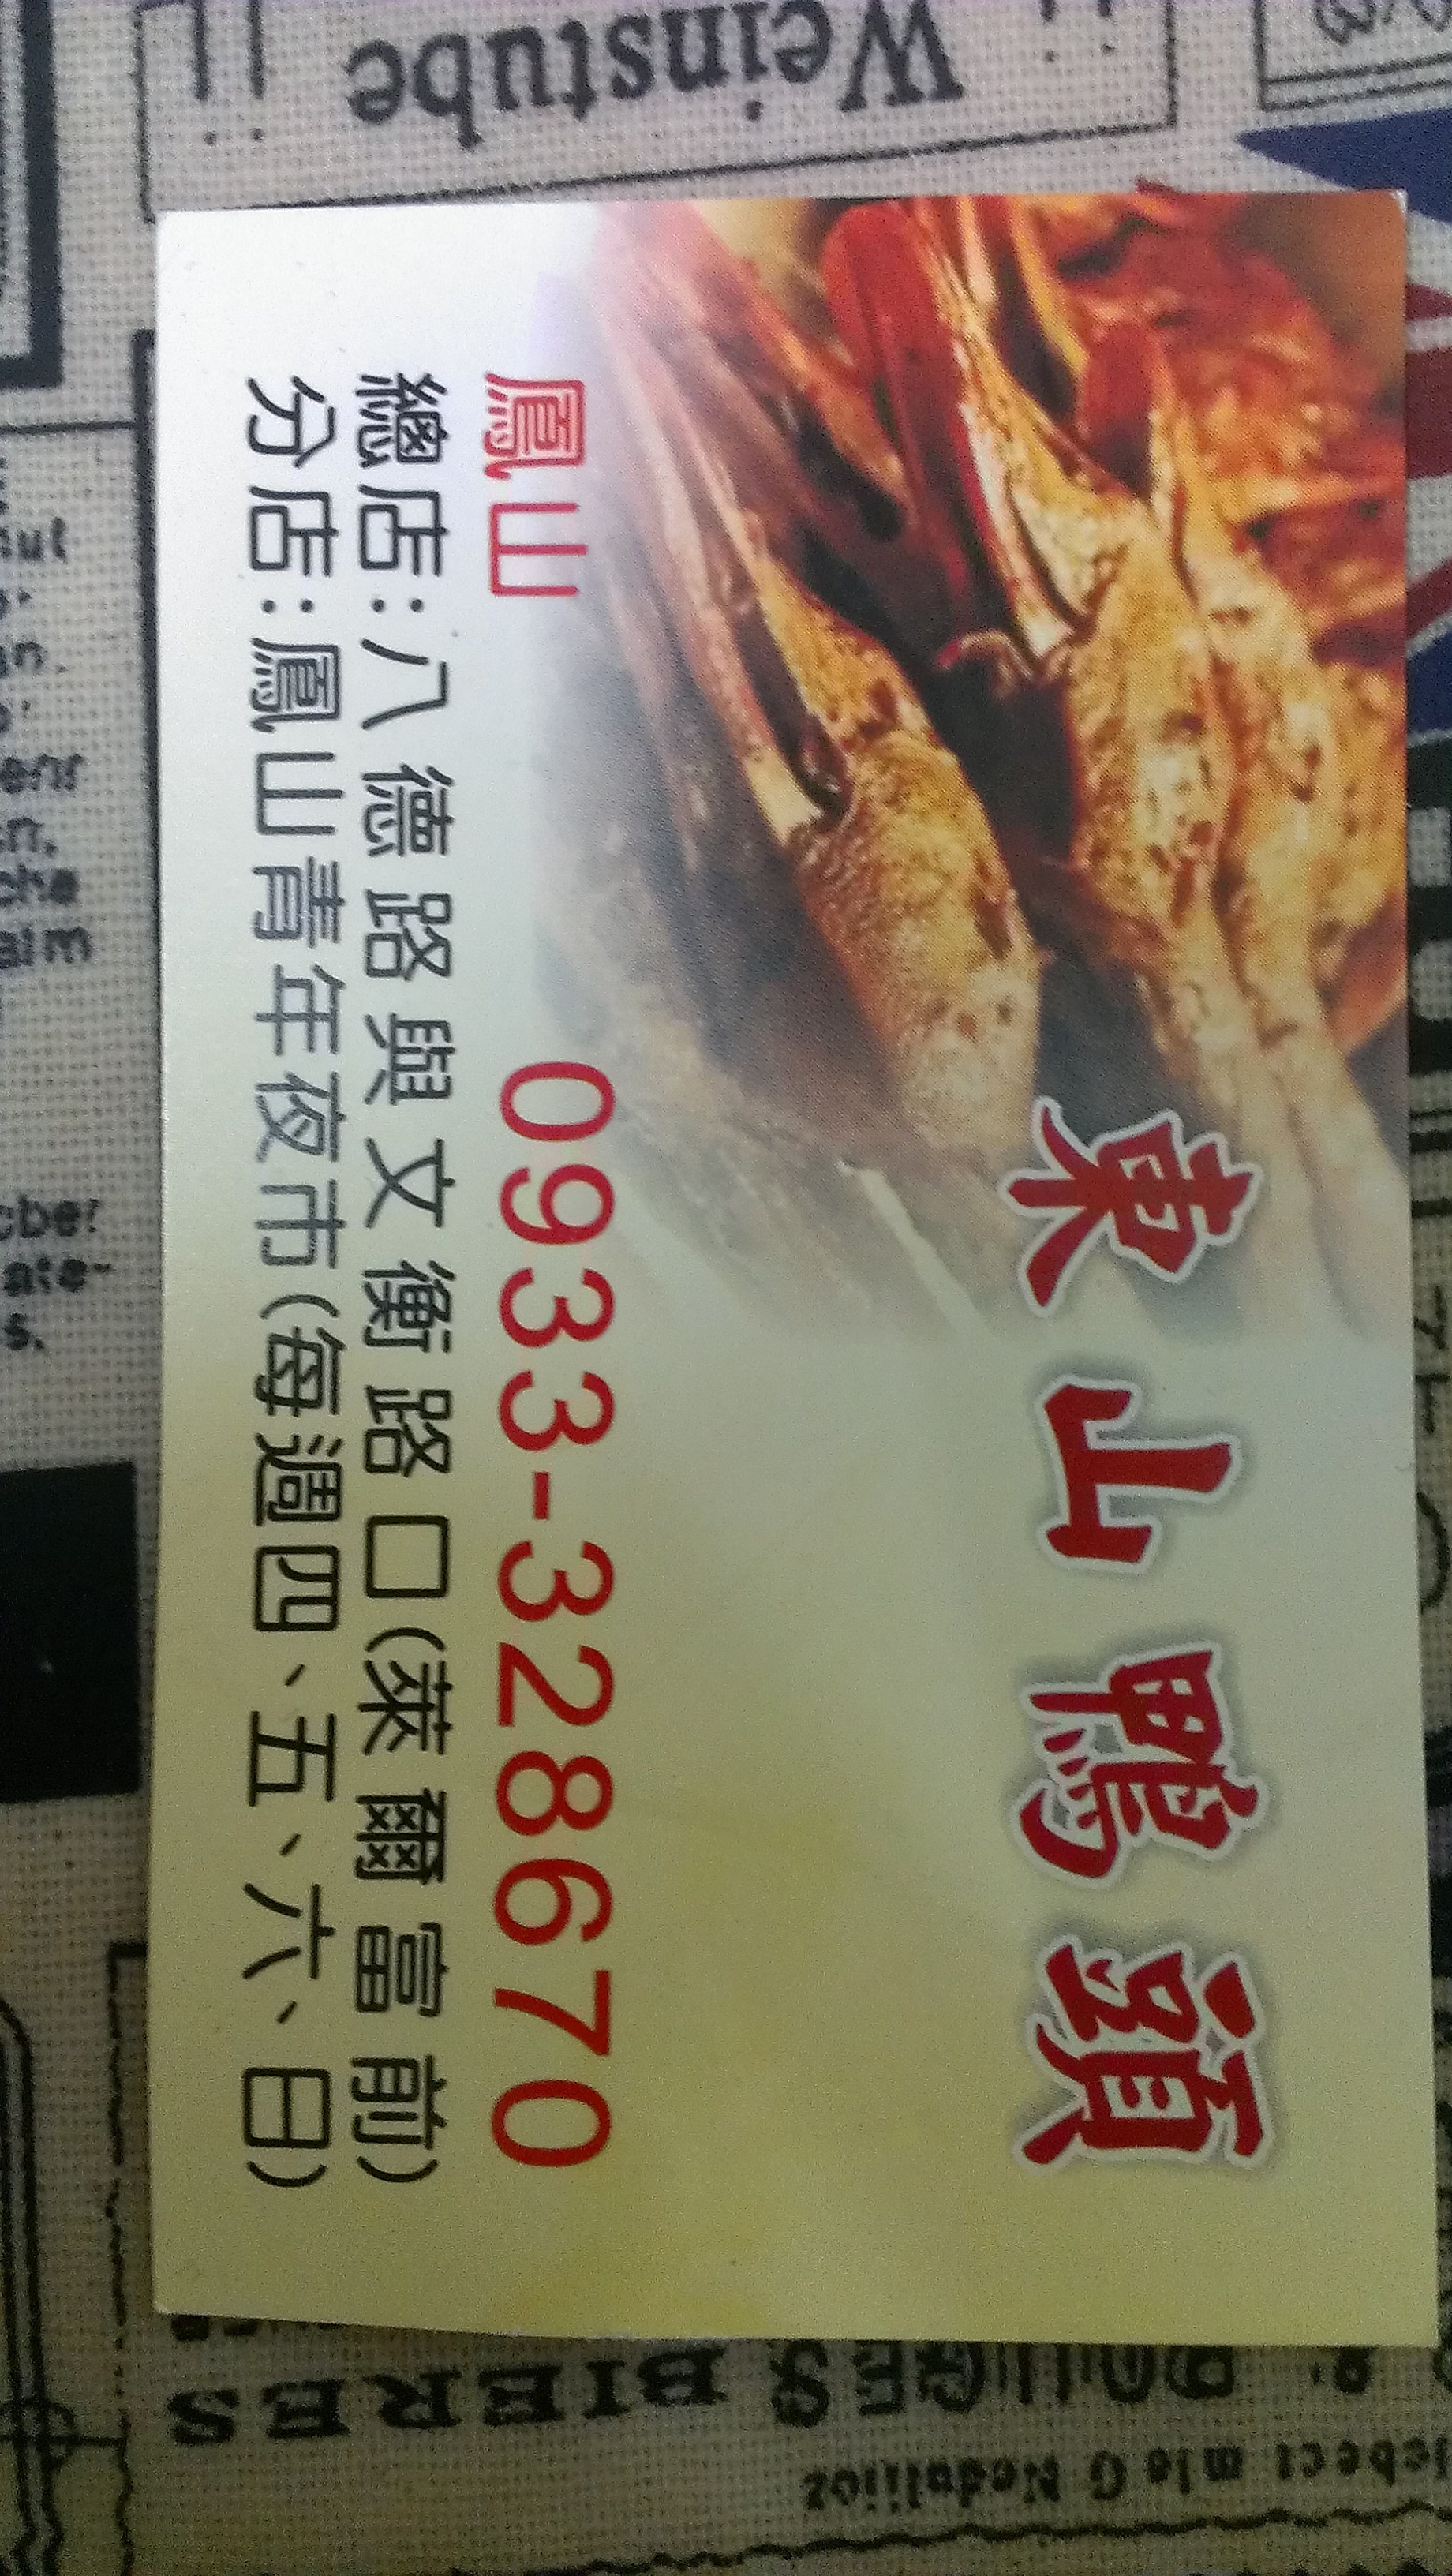 東山鴨頭
鳳山 0933-328670
總店:八德路與文衡路口(萊爾富前)
分店:鳳山青年夜市(每週四、五、六、日)
Weinstube
BIERES